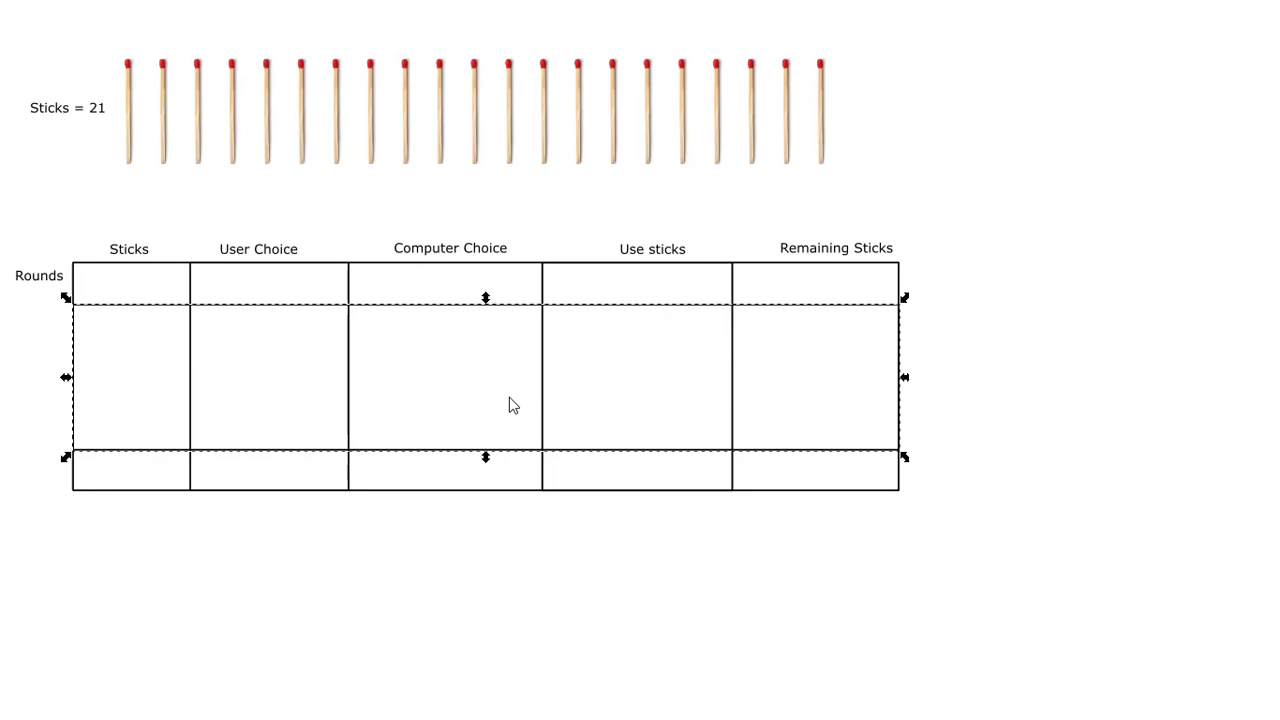 Sticks = 21
Sticks
User Choice
Computer Choice
Use sticks
Remaining Sticks
Rounds